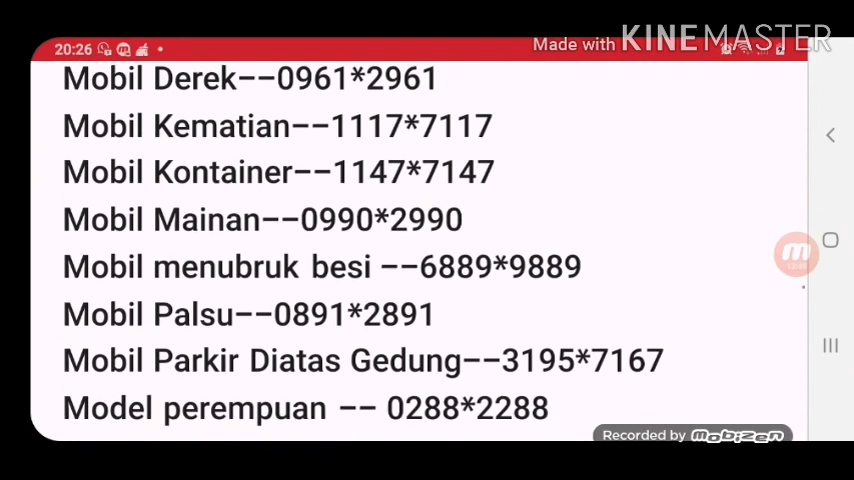 20:26
Made with KINEMASTER
Mobil Derek--0961*2961
Mobil Kematian--1117*7117
Mobil Kontainer--1147*7147
Mobil Mainan--0990*2990
Mobil menubruk besi --6889*9889
Mobil Palsu--0891*2891
Mobil Parkir Diatas Gedung--3195*7167
Model perempuan -- 0288*2288
Recorded by Mobizen